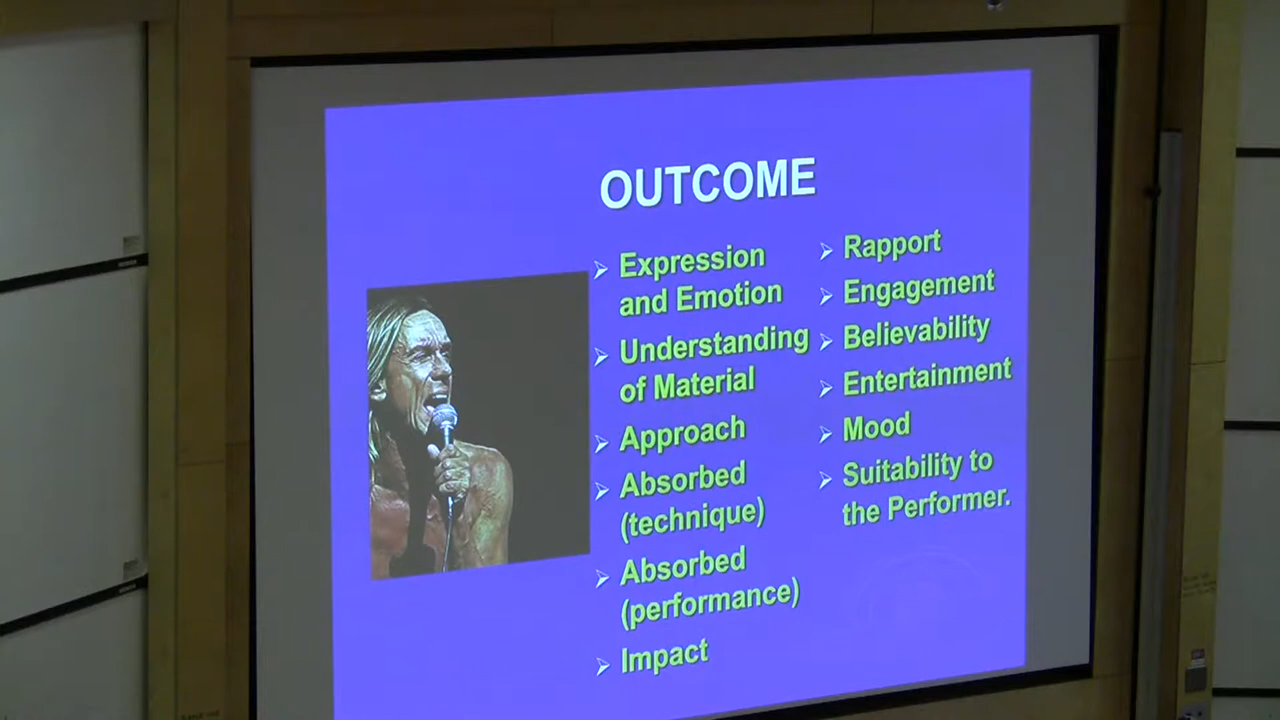 OUTCOME
Expression
and Emotion
Understanding
of Material
Approach
Absorbed
(technique)
Absorbed
(performance)
Impact
Rapport
Engagement
Believability
Entertainment
Mood
Suitability to
the Performer.